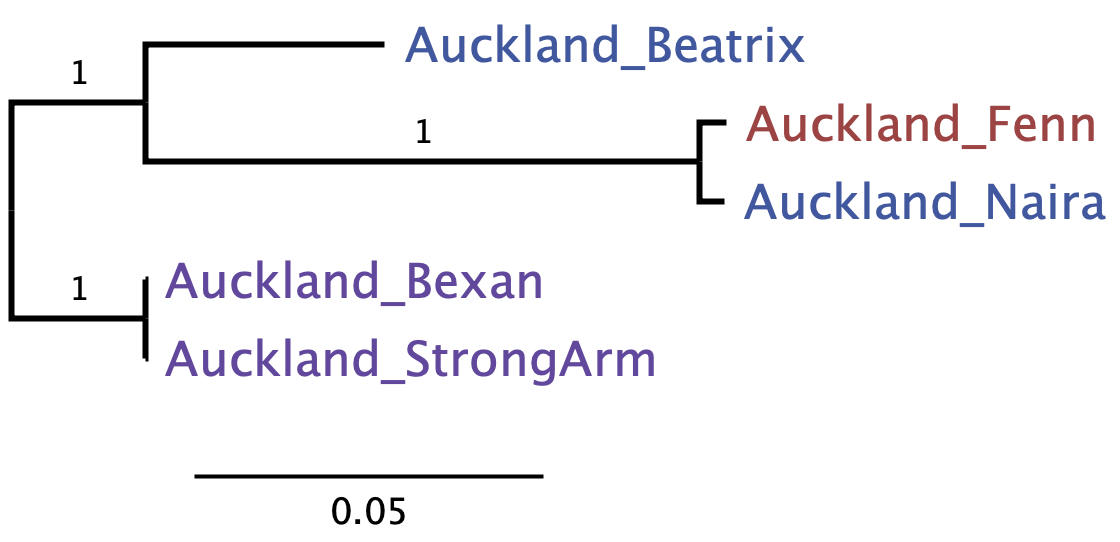 Auckland_Beatrix
1
Auckland_Fenn
1
Auckland_Naira
1
Auckland_Bexan
Auckland_StrongArm
0.05